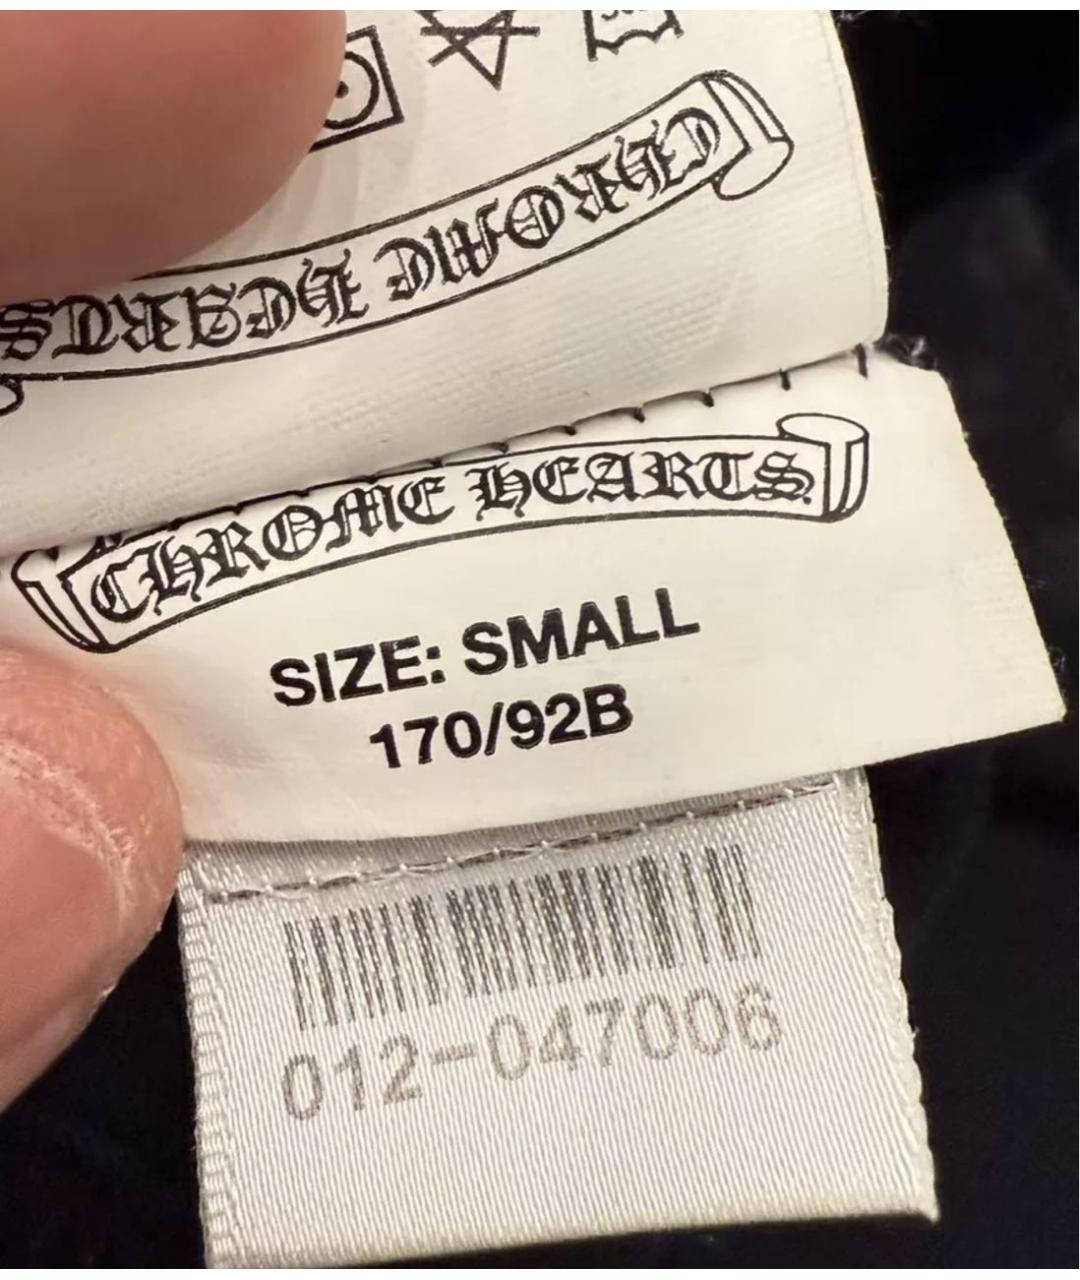 CHROME HEARTS
CHROME HEARTS
SIZE: SMALL
170/92B
012-047006